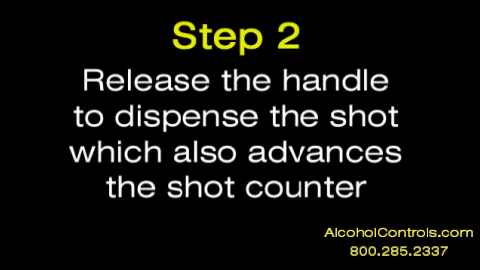 Step 2
Release the handle
to dispense the shot
which also advances
the shot counter
AlcoholControls.com
800.285.2337